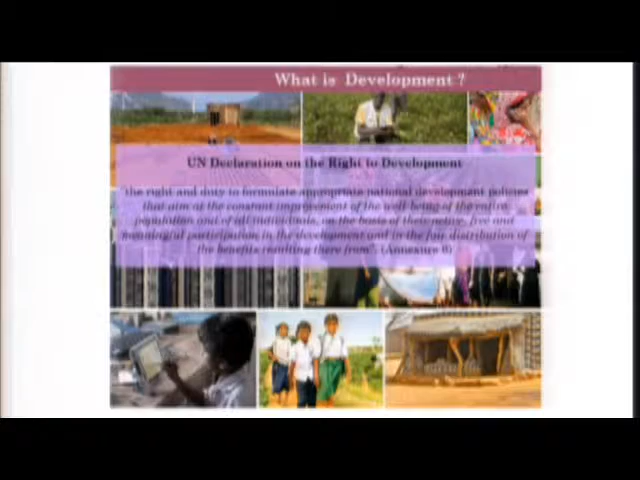 What is Development ?
UN Declaration on the Right to Development
"the right and duty to formulate appropriate national development policies
that aim at the constant improvement of the well-being of the entire
population and of all individuals, on the basis of their active, free and
meaningful participation in the development and in the fair distribution of
the benefits resulting there from". (Annexure 6)